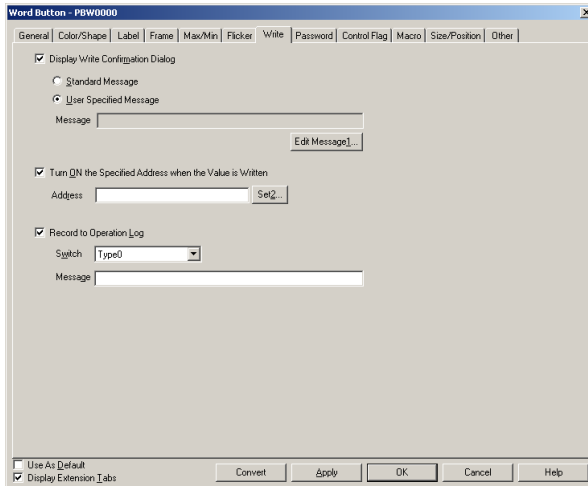 Word Button - PBW0000
General Color/Shape Label Frame Max/Min Flicker Write Password Control Flag Macro Size/Position Other
Display Write Confirmation Dialog
Standard Message
User Specified Message
Message
Edit Message1...
Turn ON the Specified Address when the Value is Written
Address Set2...
Record to Operation Log
Switch Type0
Message
Use As Default
Display Extension Tabs
Convert Apply OK Cancel Help